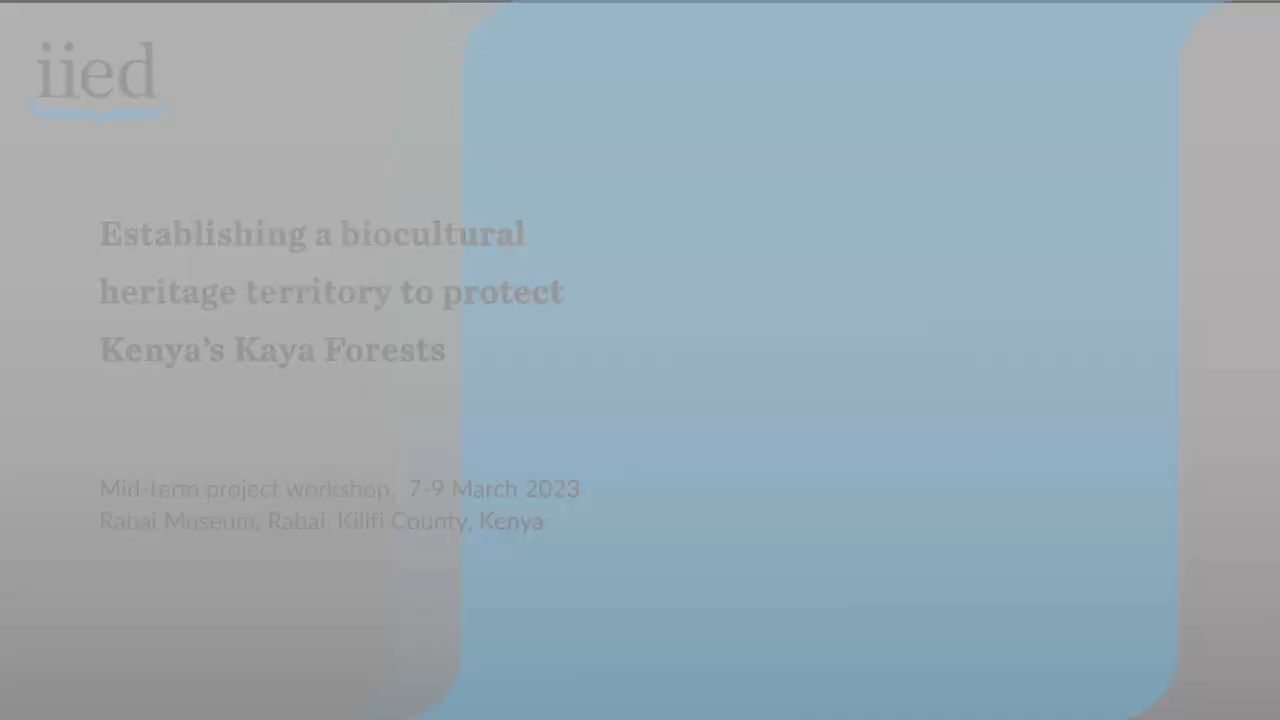 iied
Establishing a biocultural
heritage territory to protect
Kenya’s Kaya Forests
Mid-term project workshop, 7-9 March 2023
Rabai Museum, Rabai, Kilifi County, Kenya